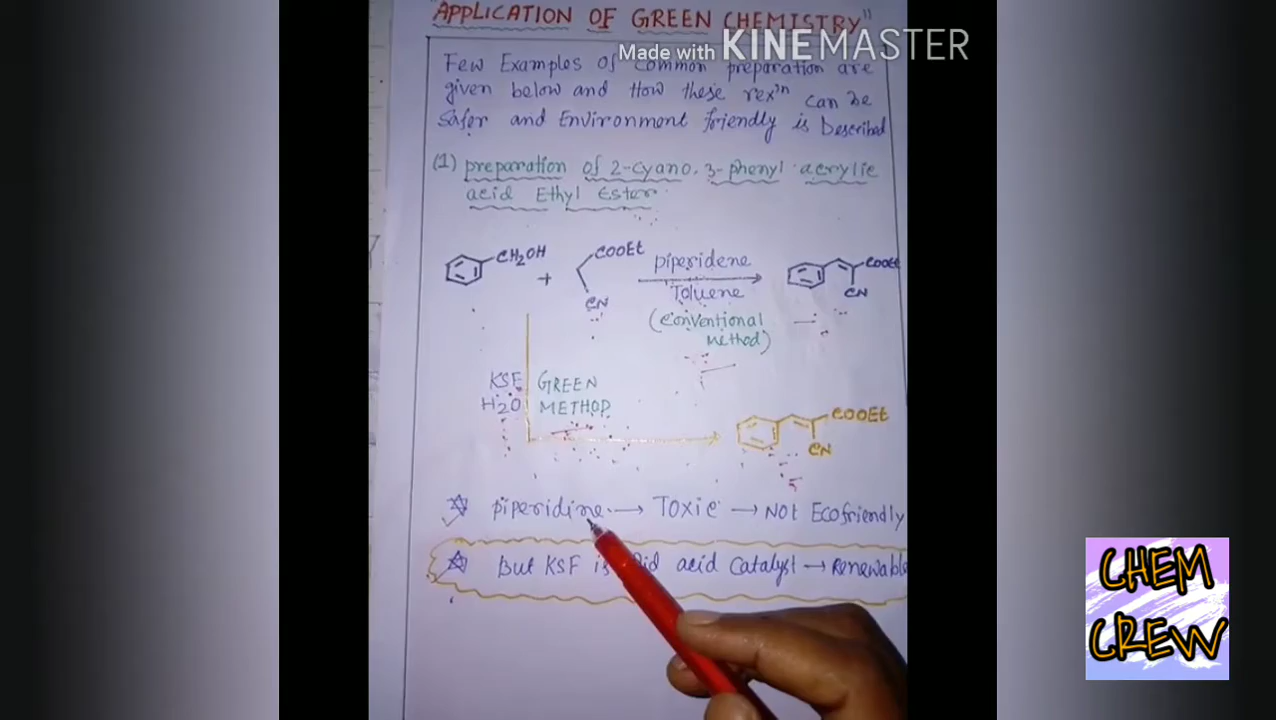 "APPLICATION OF GREEN CHEMISTRY"
Made with KINEMASTER
Few Examples of common preparation are
given below and How these rexⁿ can be
Safer and Environment friendly is Described
(1) preparation of 2-cyano, 3-phenyl acrylic
acid Ethyl Ester
CH2OH + COOEt CN
piperidene
Toluene
(conventional
method)
COOEt
CN
KSF
H2O
GREEN
METHOD
COOEt
CN
piperidine → Toxic → Not Ecofriendly
But KSF is acid catalyst → Renewable
CHEM
CREW